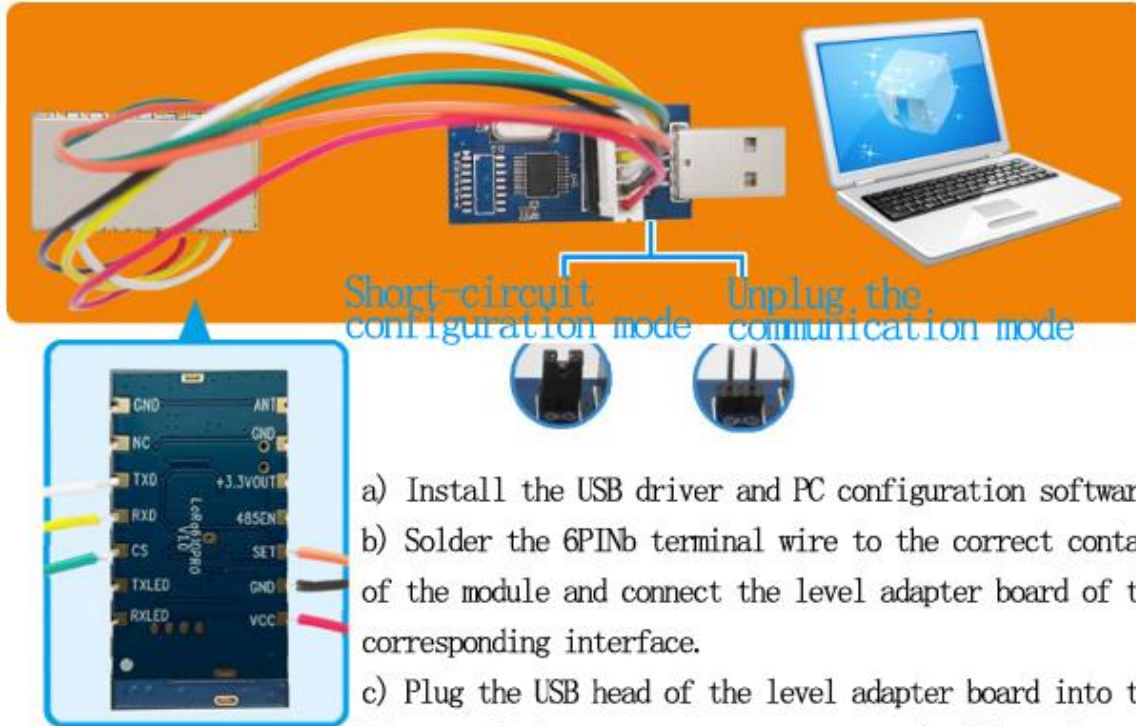 Short-circuit
configuration mode
Unplug the
communication mode
GND
ANT
NC
GND
TXD
+3.3VOUT
RXD
485EN
CS
SET
TXLED
GND
RXLED
VCC
V1.0
a) Install the USB driver and PC configuration softwar
b) Solder the 6PINb terminal wire to the correct conta
of the module and connect the level adapter board of t
corresponding interface.
c) Plug the USB head of the level adapter board into t